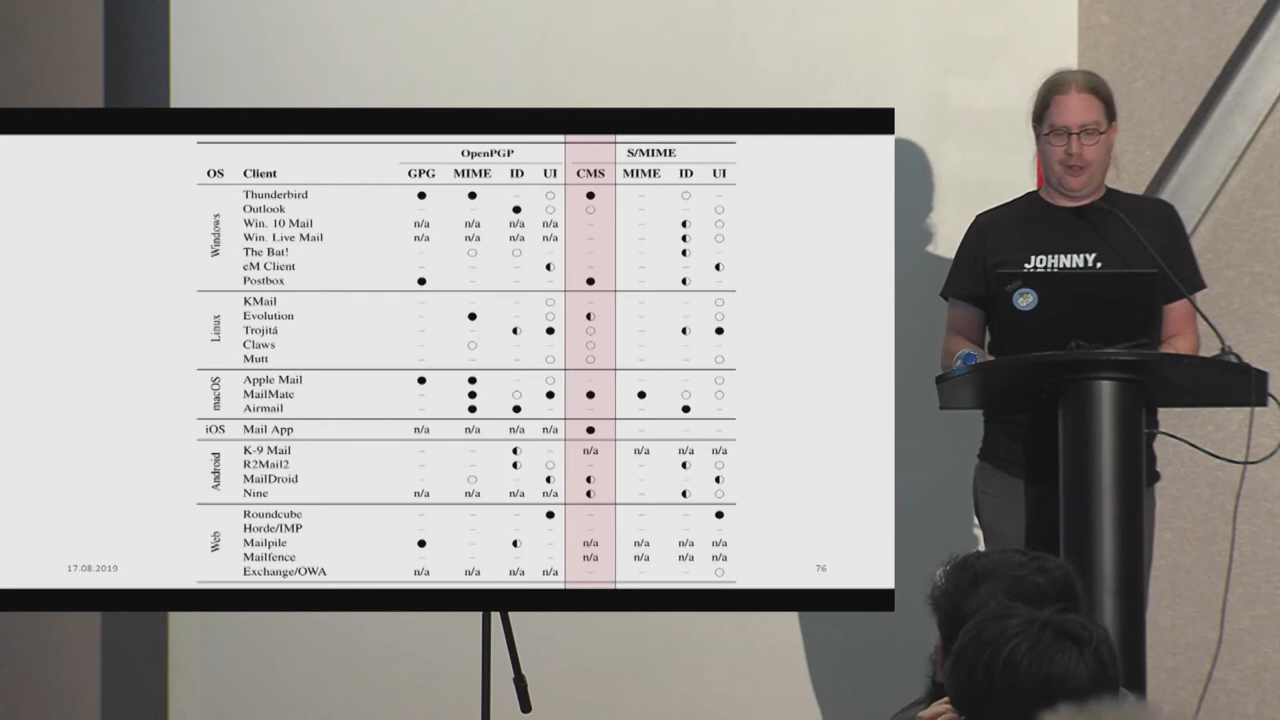 OpenPGP S/MIME
OS Client GPG MIME ID UI CMS MIME ID UI
Windows
Thunderbird ● ● – ○ ● – ○
Outlook – – ● ○ ○ – – ○
Win. 10 Mail n/a n/a n/a n/a – – ◐ ○
Win. Live Mail n/a n/a n/a n/a – – ◐ ○
The Bat! – ○ ○ – – – ◐ –
eM Client – – – ◐ – – – ◐
Postbox ● – – – ● – ◐ –
Linux
KMail – – – ○ – – – ○
Evolution – ● – ○ ◐ – – ○
Trojitá – – ◐ ● ○ – ◐ ●
Claws – ○ – – ○ – – –
Mutt – – – ○ ○ – – ○
macOS
Apple Mail ● ● – ○ – – – ○
MailMate – ● ○ ● ● ● ○ ○
Airmail – ● ● – – – ● –
iOS Mail App n/a n/a n/a n/a ● – – –
Android
K-9 Mail – – ◐ – n/a n/a n/a n/a
R2Mail2 – – ◐ ○ – – ◐ ○
MailDroid – ○ – ◐ ◐ – – ◐
Nine n/a n/a n/a n/a ◐ – ◐ ○
Web
Roundcube – – – ● – – – ●
Horde/IMP – – – – – – – –
Mailpile ● – ◐ – n/a n/a n/a n/a
Mailfence – – – – n/a n/a n/a n/a
Exchange/OWA n/a n/a n/a n/a – – – ○
17.08.2019 76
JOHNNY,